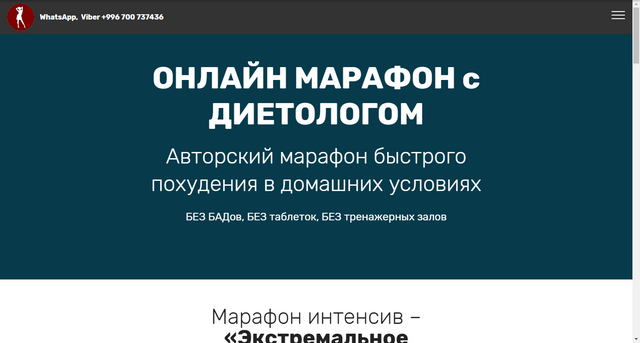 WhatsApp, Viber +996 700 737436
ОНЛАЙН МАРАФОН с
ДИЕТОЛОГОМ
Авторский марафон быстрого
похудения в домашних условиях
БЕЗ БАДов, БЕЗ таблеток, БЕЗ тренажерных залов
Марафон интенсив –
«Экстремальное